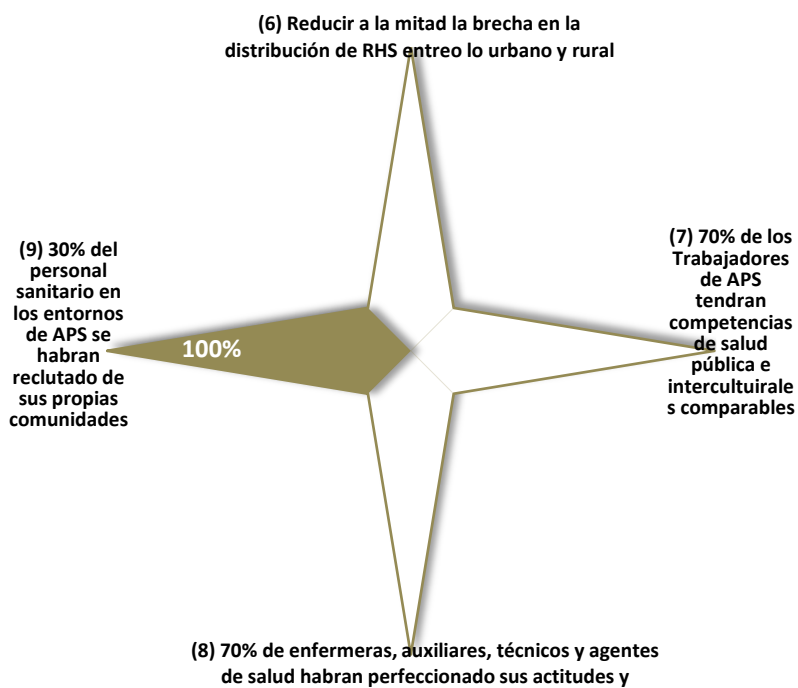 (6) Reducir a la mitad la brecha en la
distribución de RHS entreo lo urbano y rural
(9) 30% del
personal
sanitario en
los entornos
de APS se
habran
reclutado de
sus propias
comunidades
100%
(7) 70% de los
Trabajadores
de APS
tendran
competencias
de salud
pública e
intercultuirale
s comparables
(8) 70% de enfermeras, auxiliares, técnicos y agentes
de salud habran perfeccionado sus actitudes y